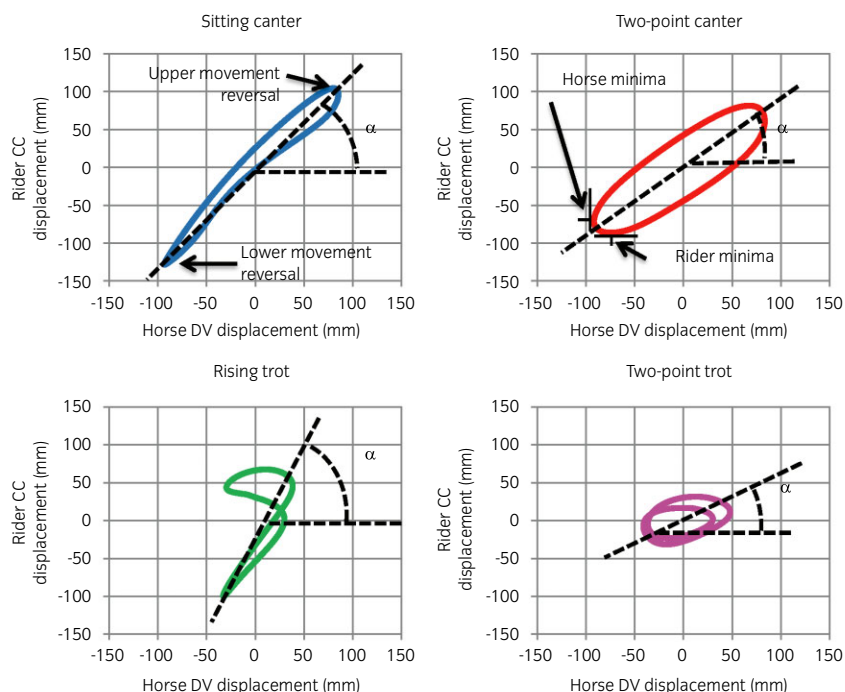 Sitting canter
150
100
50
0
-50
-100
-150
Rider CC
displacement (mm)
Upper movement
reversal
α
Lower movement
reversal
-150 -100 -50 0 50 100 150
Horse DV displacement (mm)
Two-point canter
150
100
50
0
-50
-100
-150
Rider CC
displacement (mm)
Horse minima
α
Rider minima
-150 -100 -50 0 50 100 150
Horse DV displacement (mm)
Rising trot
150
100
50
0
-50
-100
-150
Rider CC
displacement (mm)
α
-150 -100 -50 0 50 100 150
Horse DV displacement (mm)
Two-point trot
150
100
50
0
-50
-100
-150
Rider CC
displacement (mm)
α
-150 -100 -50 0 50 100 150
Horse DV displacement (mm)